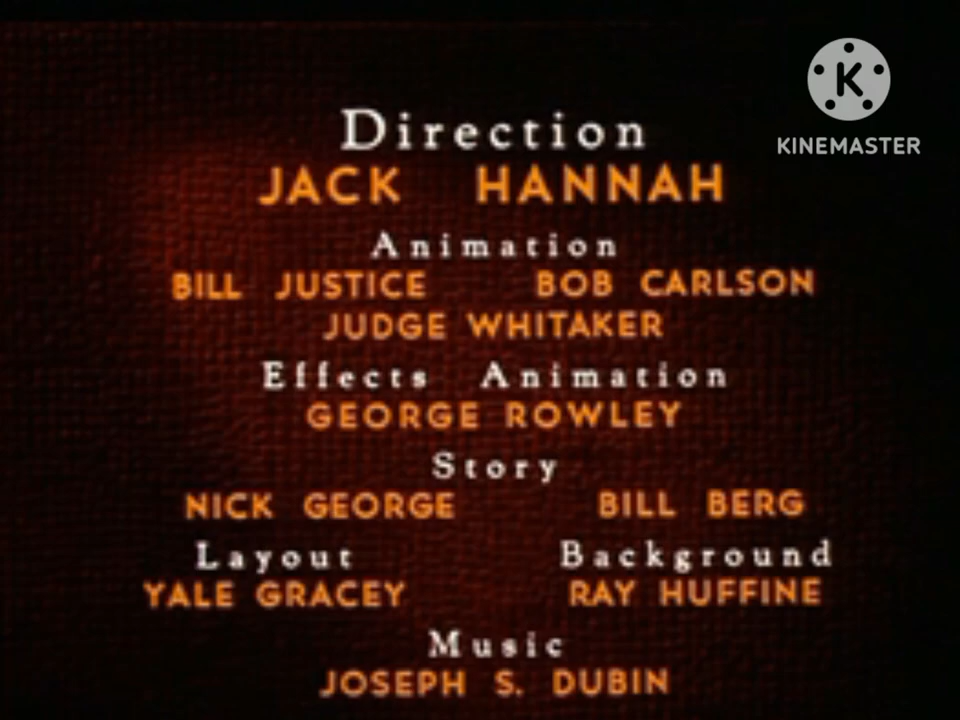 K
KINEMASTER
Direction
JACK HANNAH
Animation
BILL JUSTICE BOB CARLSON
JUDGE WHITAKER
Effects Animation
GEORGE ROWLEY
Story
NICK GEORGE BILL BERG
Layout Background
YALE GRACEY RAY HUFFINE
Music
JOSEPH S. DUBIN